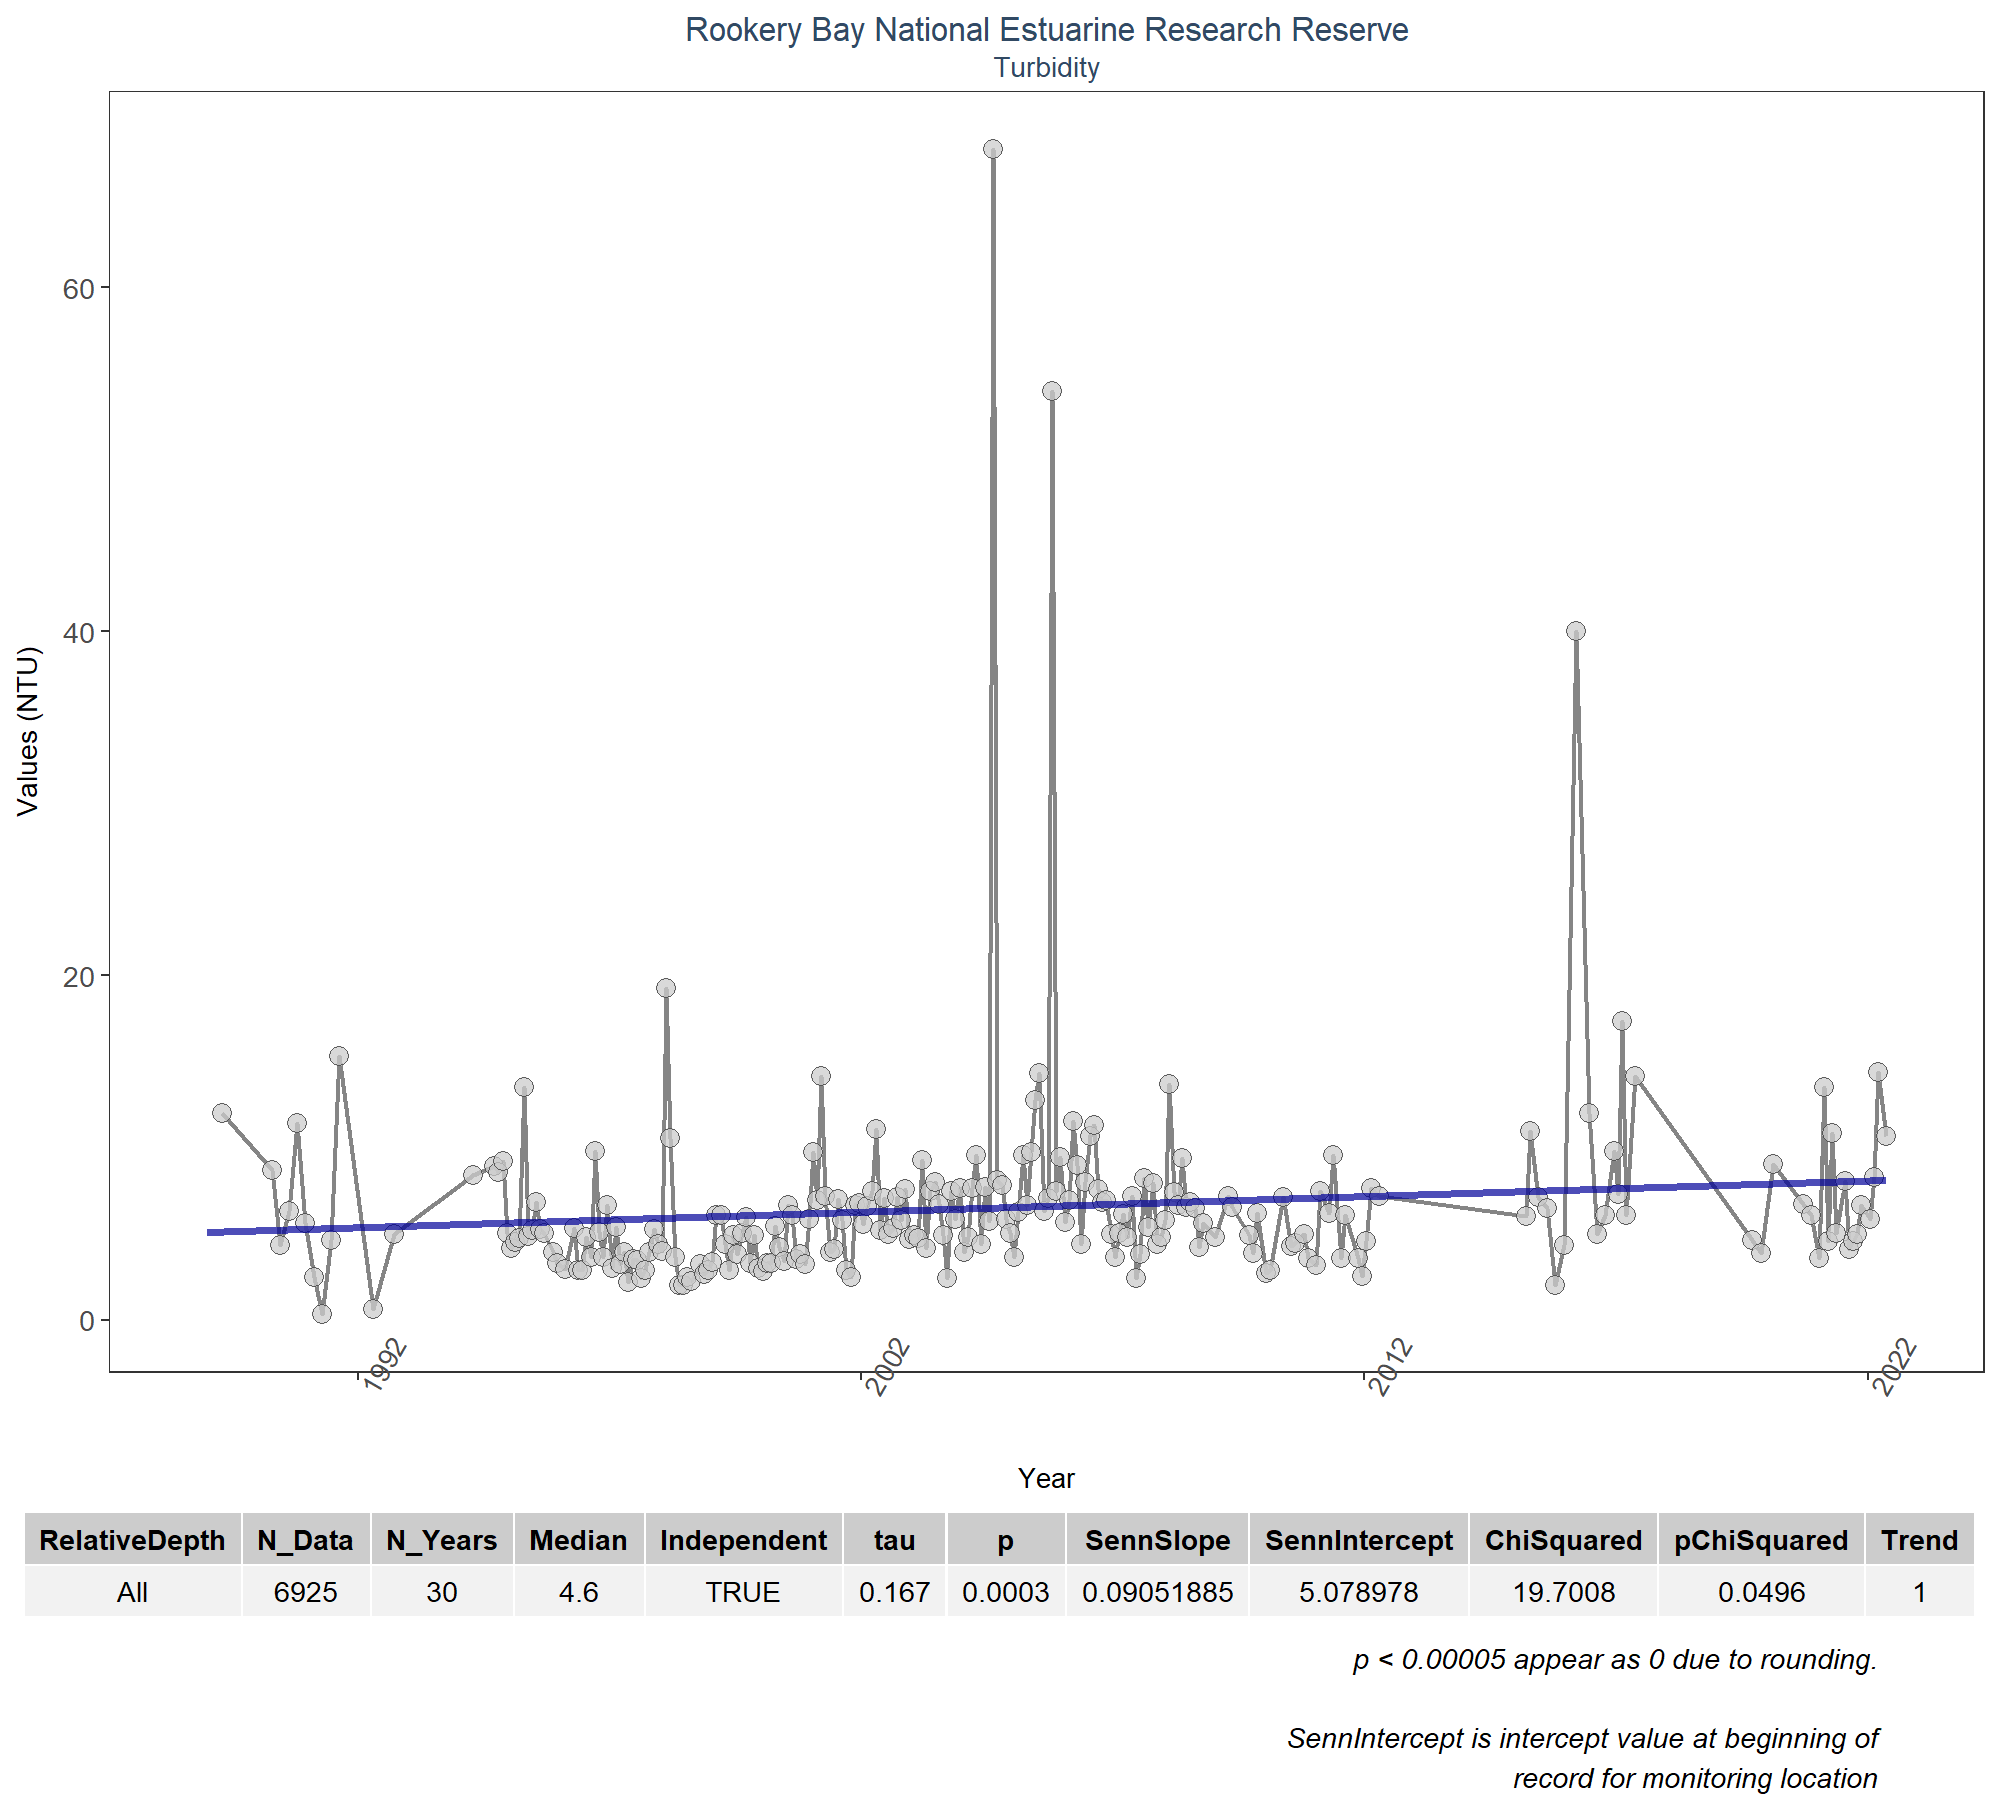 Rookery Bay National Estuarine Research Reserve
Turbidity
Values (NTU)
60
40
20
0
1992
2002
2012
2022
Year
RelativeDepth N_Data N_Years Median Independent tau p SennSlope SennIntercept ChiSquared pChiSquared Trend
All 6925 30 4.6 TRUE 0.167 0.0003 0.09051885 5.078978 19.7008 0.0496 1
p < 0.00005 appear as 0 due to rounding.
SennIntercept is intercept value at beginning of
record for monitoring location